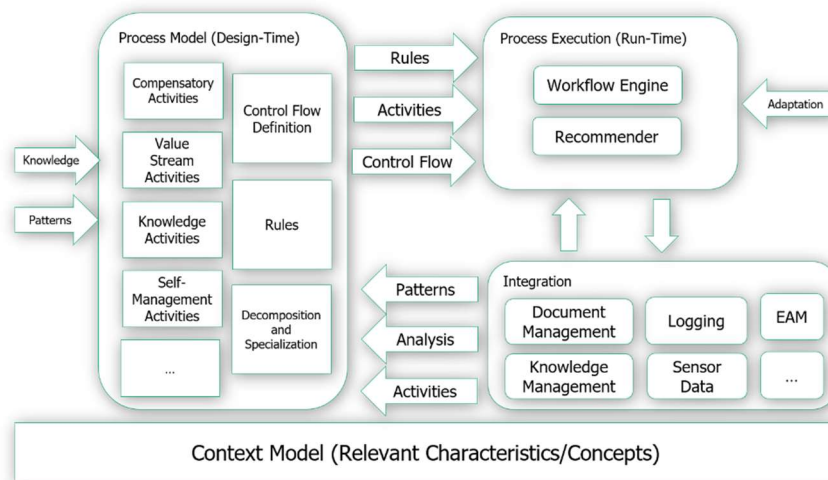 Process Model (Design-Time)
Compensatory
Activities
Value
Stream
Activities
Knowledge
Activities
Self-
Management
Activities
...
Control Flow
Definition
Rules
Decomposition
and
Specialization
Knowledge
Patterns
Rules
Activities
Control Flow
Process Execution (Run-Time)
Workflow Engine
Recommender
Adaptation
Patterns
Analysis
Activities
Integration
Document
Management
Logging
EAM
Knowledge
Management
Sensor
Data
...
Context Model (Relevant Characteristics/Concepts)